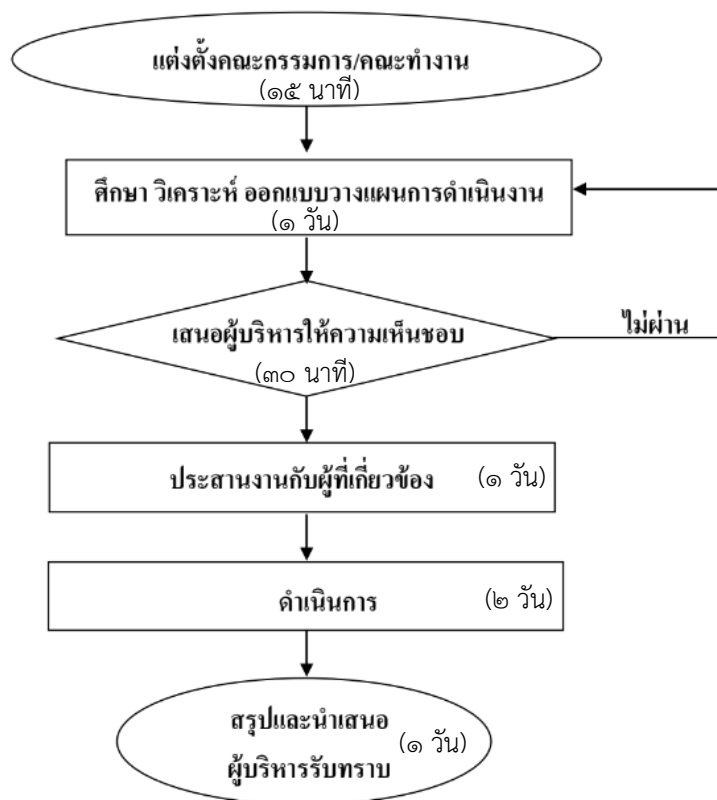 แต่งตั้งคณะกรรมการ/คณะทำงาน
(๑๕ นาที)
ศึกษา วิเคราะห์ ออกแบบวางแผนการดำเนินงาน
(๑ วัน)
เสนอผู้บริหารให้ความเห็นชอบ
ไม่ผ่าน
(๓๐ นาที)
ประสานงานกับผู้ที่เกี่ยวข้อง (๑ วัน)
ดำเนินการ (๒ วัน)
สรุปและนำเสนอ
(๑ วัน)
ผู้บริหารรับทราบ